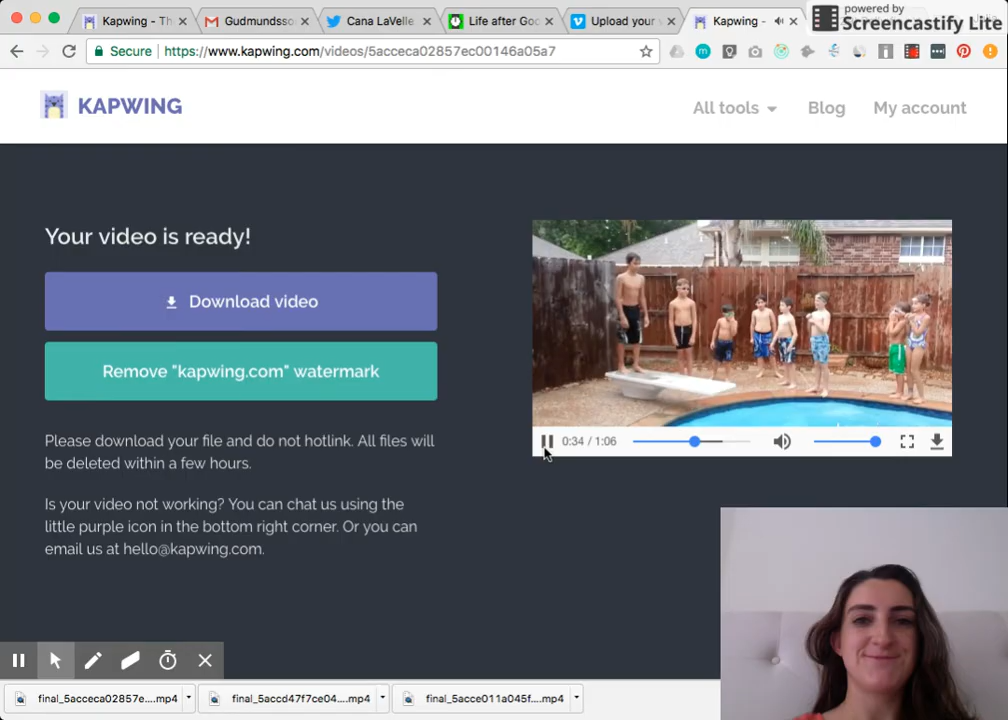 Kapwing - Th
Gudmundsso
Cana LaVelle
Life after Goo
Upload your v
Kapwing -
powered by
Screencastify Lite
Secure
https://www.kapwing.com/videos/5acceca02857ec00146a05a7
KAPWING
All tools
Blog
My account
Your video is ready!
Download video
Remove "kapwing.com" watermark
Please download your file and do not hotlink. All files will
be deleted within a few hours.
Is your video not working? You can chat us using the
little purple icon in the bottom right corner. Or you can
email us at hello@kapwing.com.
0:34 / 1:06
final_5acceca02857e....mp4
final_5accd47f7ce04....mp4
final_5acce011a045f....mp4